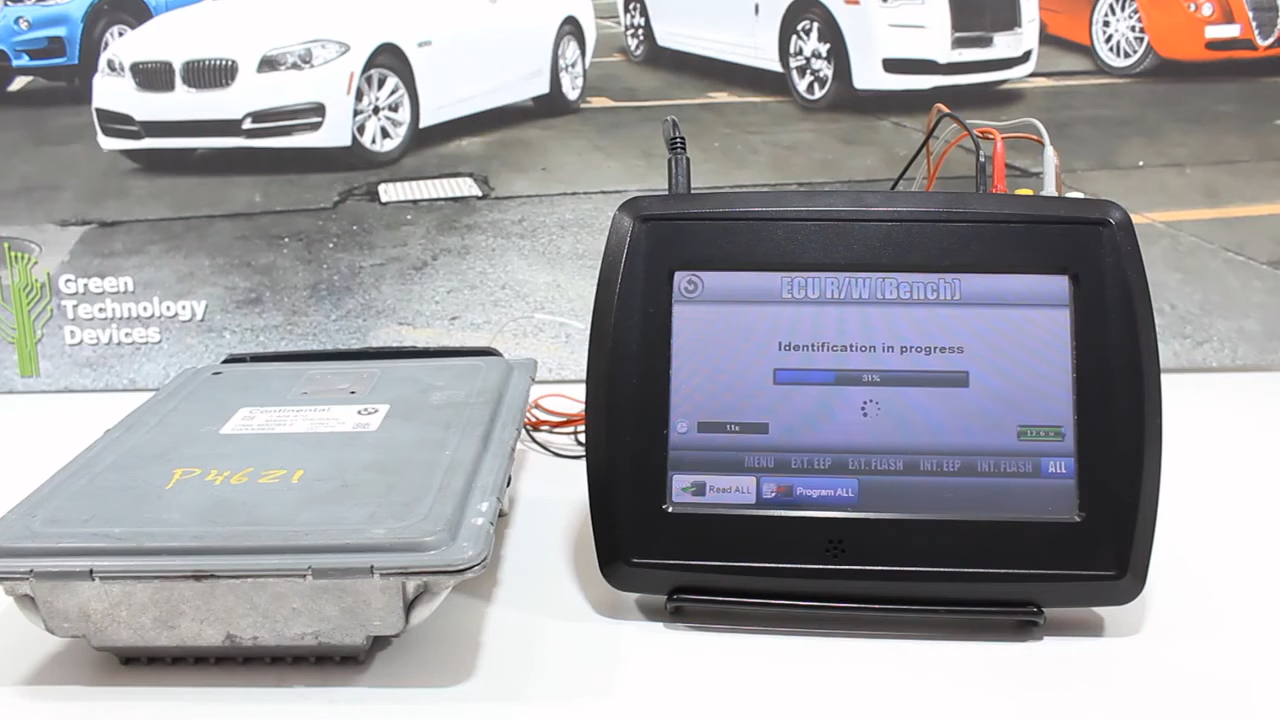 Green
Technology
Devices
Continental
P4621
ECU R/W (Bench)
Identification in progress
31%
11s
MENU EXT. EEP EXT. FLASH INT. EEP INT. FLASH ALL
Read ALL Program ALL